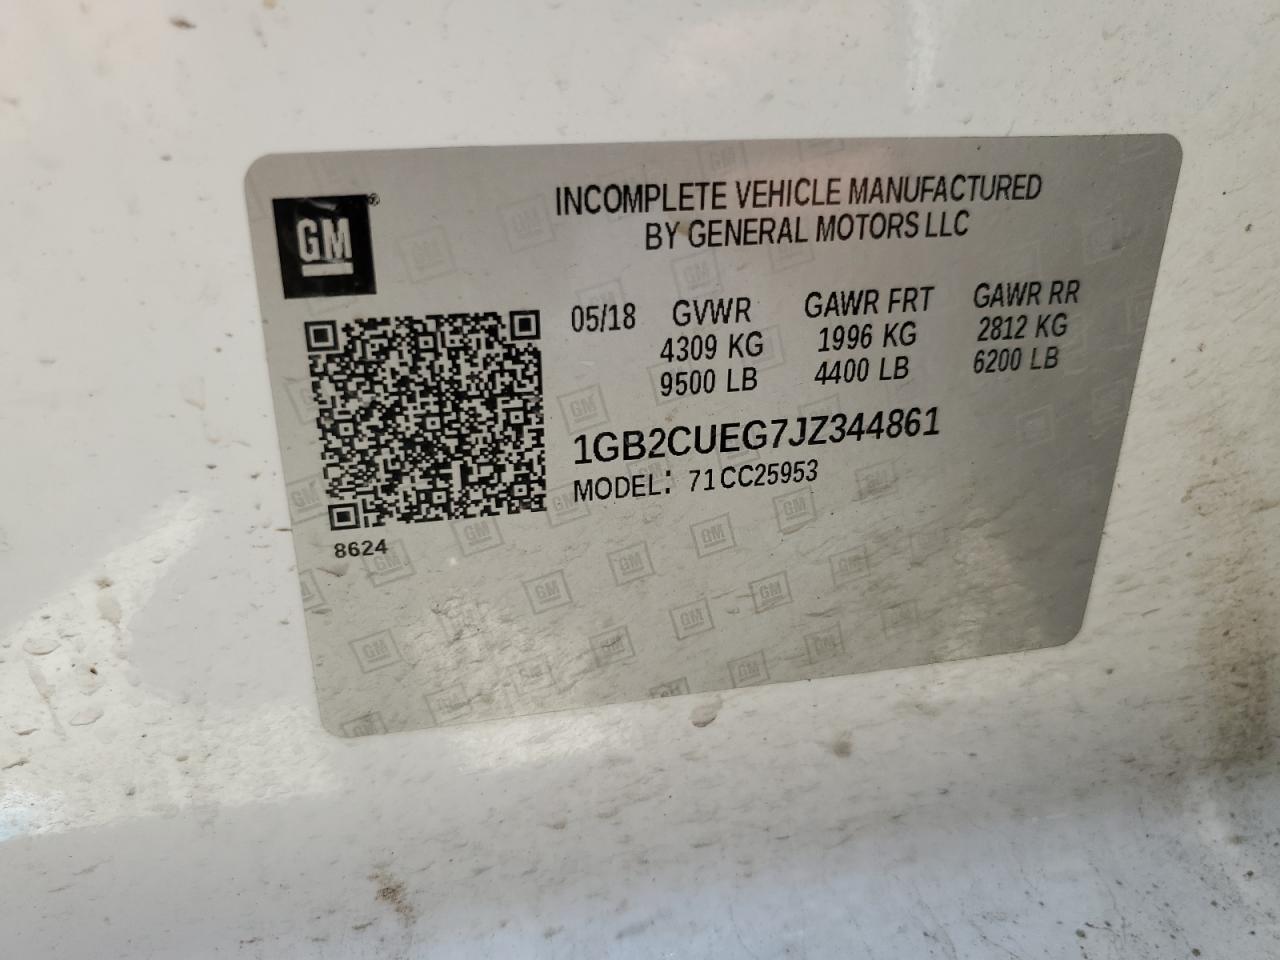 GM®
INCOMPLETE VEHICLE MANUFACTURED
BY GENERAL MOTORS LLC
05/18 GVWR GAWR FRT GAWR RR
4309 KG 1996 KG 2812 KG
9500 LB 4400 LB 6200 LB
1GB2CUEG7JZ344861
MODEL: 71CC25953
8624